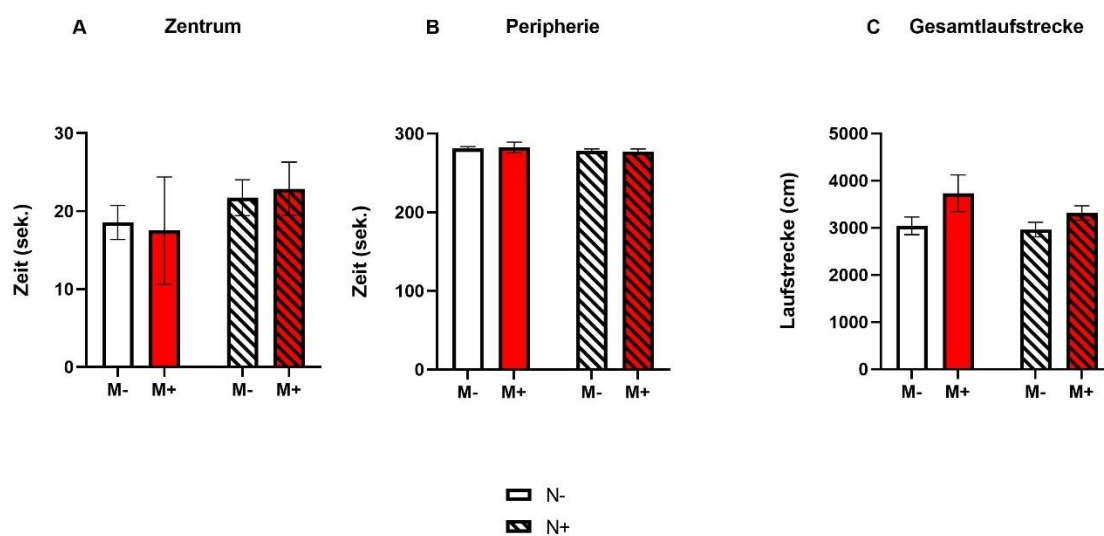 A Zentrum
30
20
10
0
Zeit (sek.)
M- M+ M- M+
B Peripherie
300
200
100
0
Zeit (sek.)
M- M+ M- M+
C Gesamtlaufstrecke
5000
4000
3000
2000
1000
0
Laufstrecke (cm)
M- M+ M- M+
N-
N+